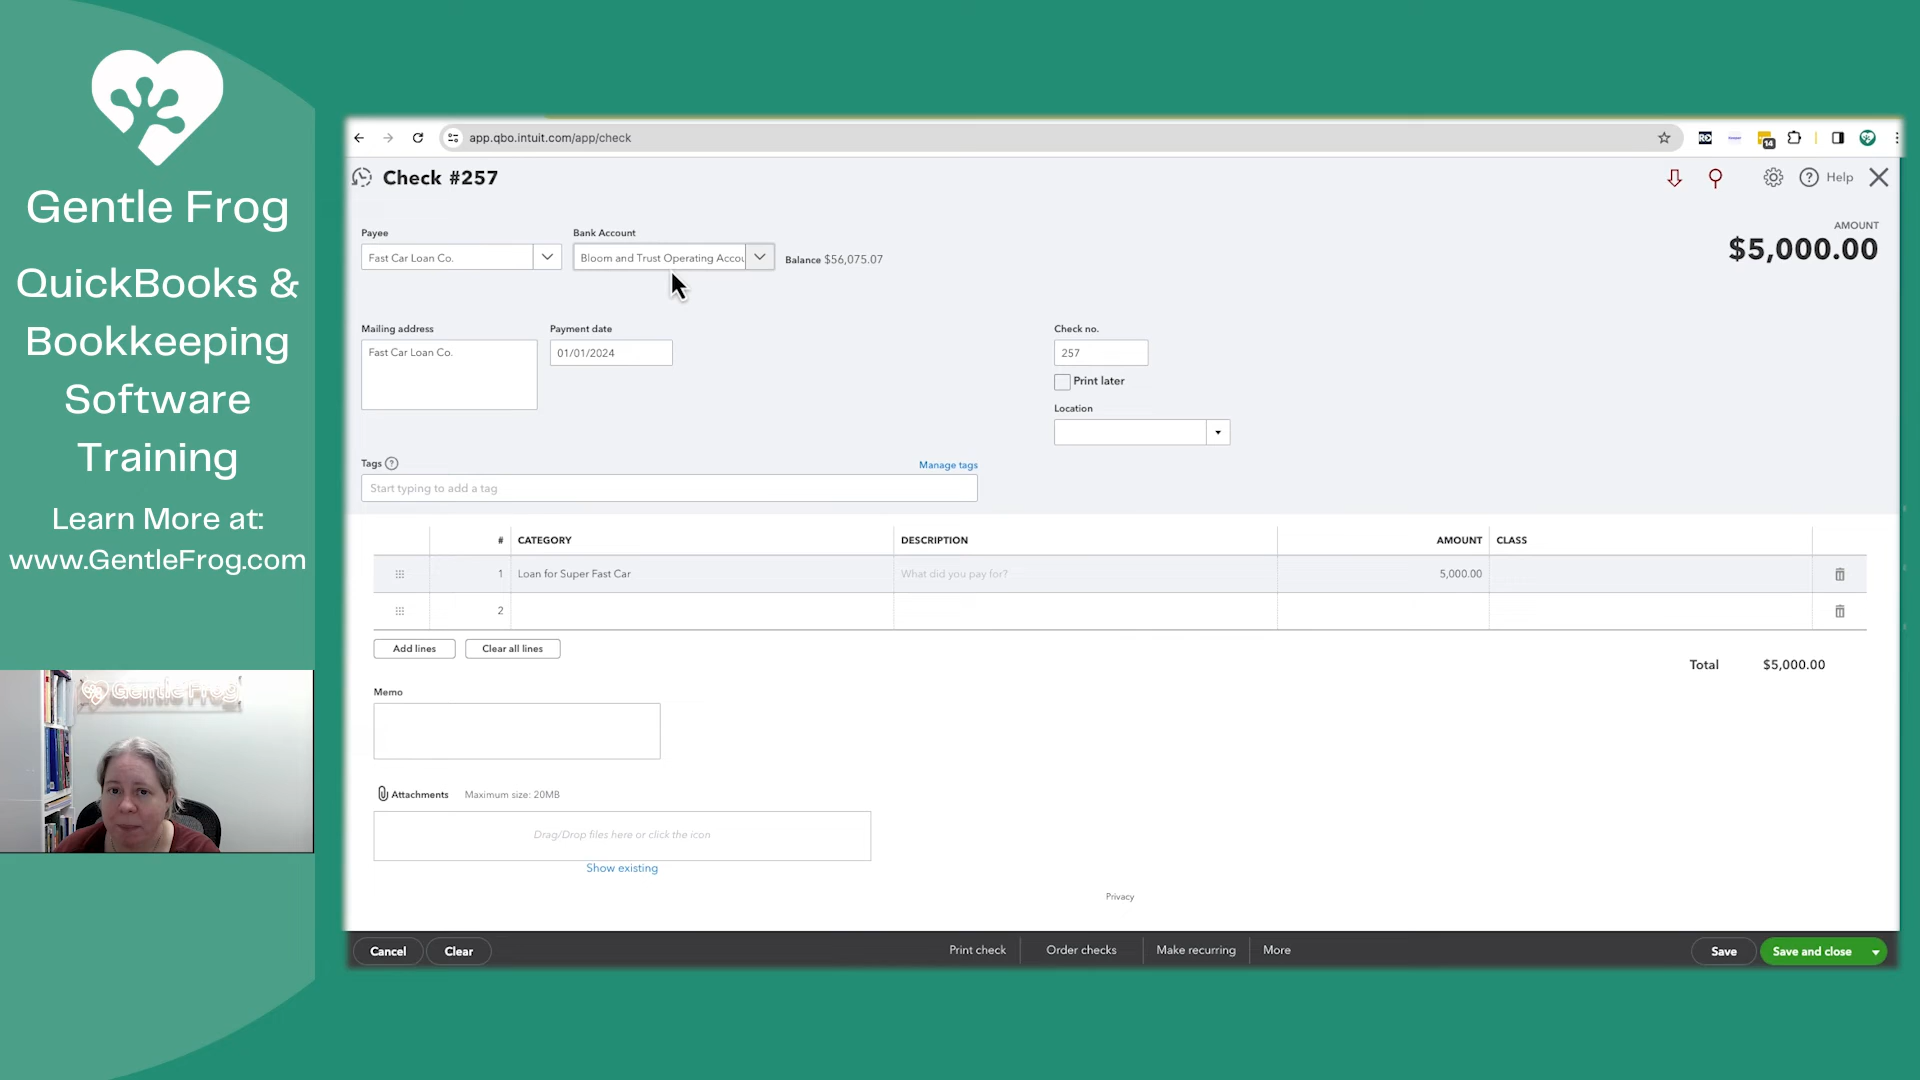 Gentle Frog
QuickBooks &
Bookkeeping
Software
Training
Learn More at:
www.GentleFrog.com
Gentle Frog
app.qbo.intuit.com/app/check
14
Check #257
Help
Payee
Bank Account
AMOUNT
Fast Car Loan Co.
Bloom and Trust Operating Accou
Balance $56,075.07
$5,000.00
Mailing address
Payment date
Check no.
Fast Car Loan Co.
01/01/2024
257
Print later
Location
Tags
Manage tags
Start typing to add a tag
# CATEGORY DESCRIPTION AMOUNT CLASS
1 Loan for Super Fast Car What did you pay for? 5,000.00
2
Add lines
Clear all lines
Total $5,000.00
Memo
Attachments Maximum size: 20MB
Drag/Drop files here or click the icon
Show existing
Privacy
Cancel
Clear
Print check
Order checks
Make recurring
More
Save
Save and close